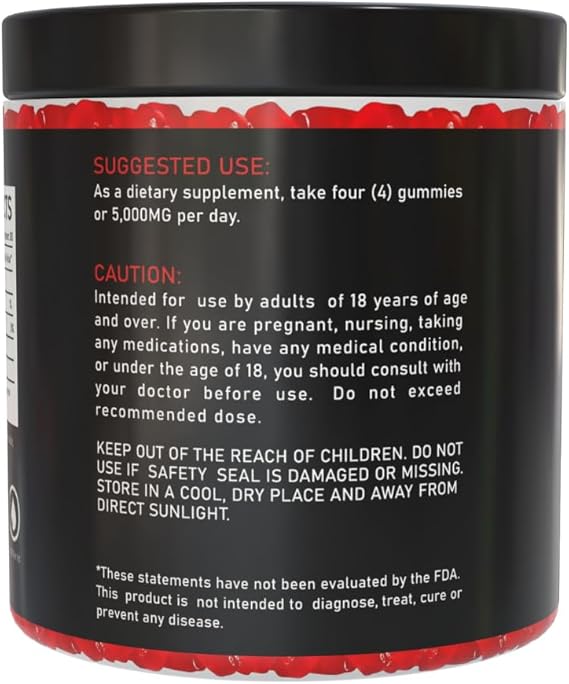 SUGGESTED USE:
As a dietary supplement, take four (4) gummies
or 5,000MG per day.
CAUTION:
Intended for use by adults of 18 years of age
and over. If you are pregnant, nursing, taking
any medications, have any medical condition,
or under the age of 18, you should consult with
your doctor before use. Do not exceed
recommended dose.
KEEP OUT OF THE REACH OF CHILDREN. DO NOT
USE IF SAFETY SEAL IS DAMAGED OR MISSING.
STORE IN A COOL, DRY PLACE AND AWAY FROM
DIRECT SUNLIGHT.
*These statements have not been evaluated by the FDA.
This product is not intended to diagnose, treat, cure or
prevent any disease.